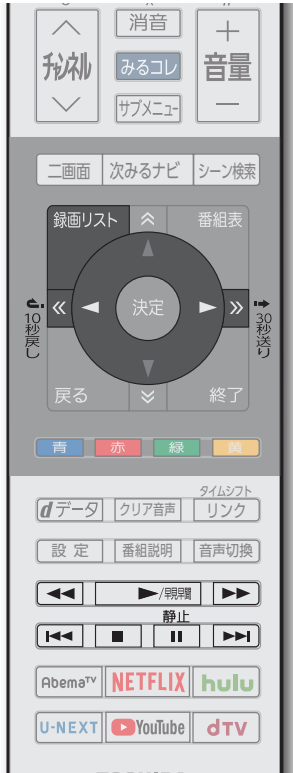 消音
チャンネル
みるコレ
音量
サブメニュー
二画面 次みるナビ シーン検索
録画リスト 番組表
10秒戻し 決定 30秒送り
戻る 終了
青 赤 緑 黄
タイムシフト
dデータ クリア音声 リンク
設定 番組説明 音声切換
/早見早聞
静止
AbemaTV NETFLIX hulu
U-NEXT YouTube dTV